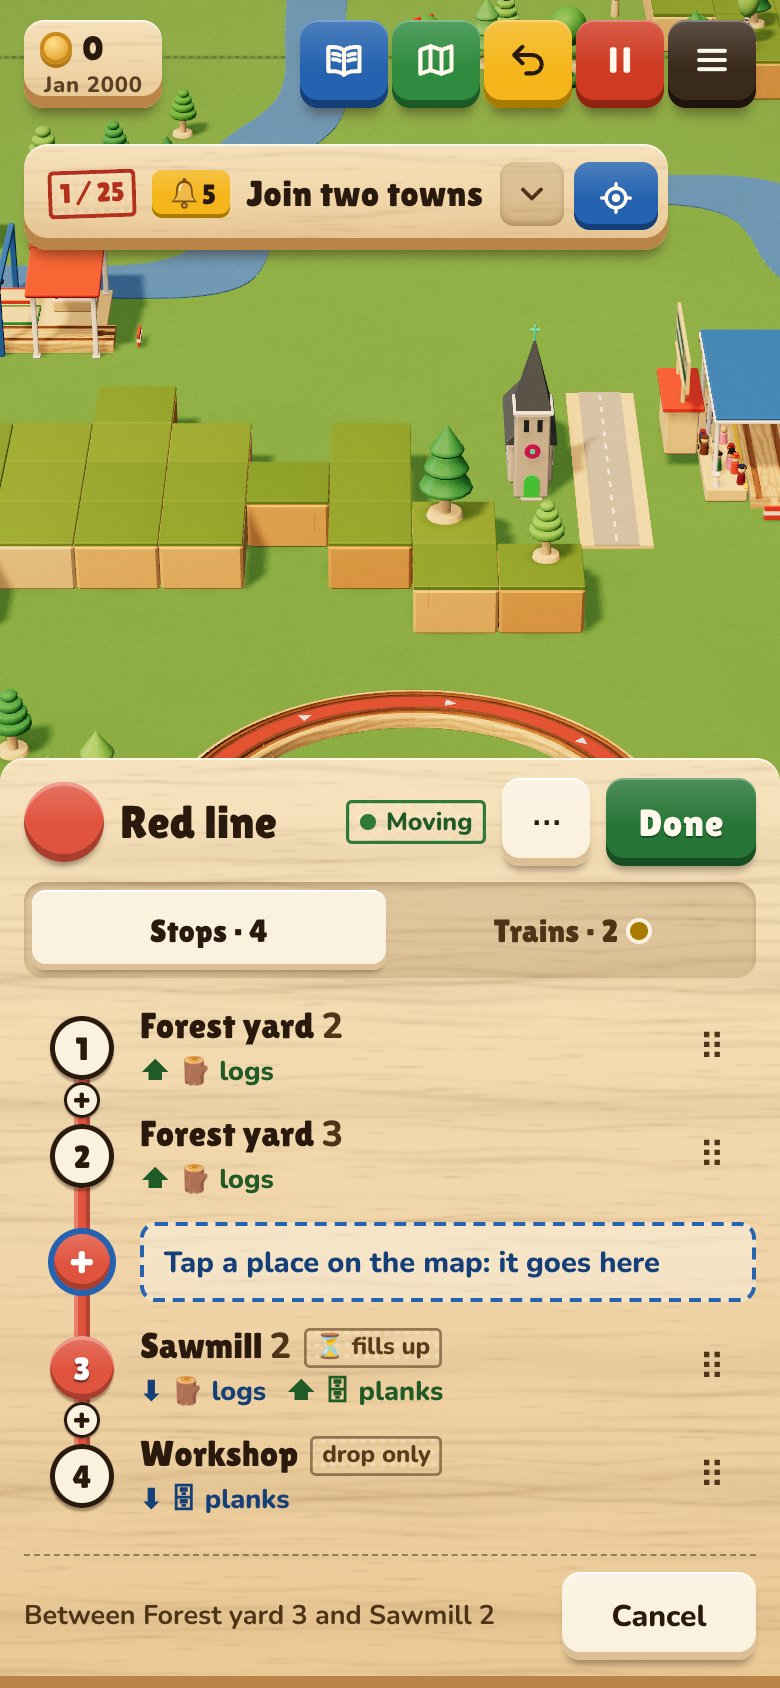 0
Jan 2000
1/25
5
Join two towns
Red line
Moving
...
Done
Stops · 4
Trains · 2
1
Forest yard 2
logs
2
Forest yard 3
logs
Tap a place on the map: it goes here
3
Sawmill 2
fills up
logs
planks
4
Workshop
drop only
planks
Between Forest yard 3 and Sawmill 2
Cancel